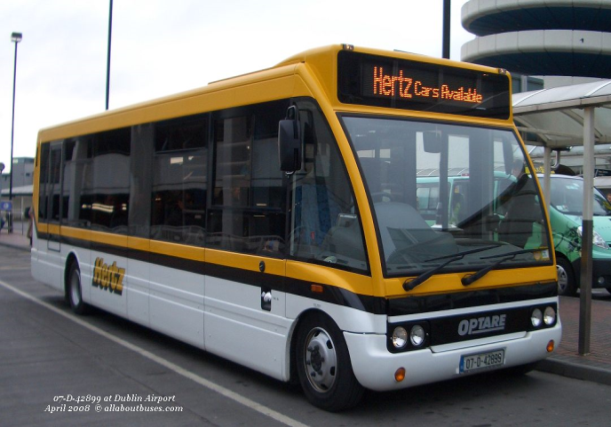 Hertz Cars Available
Hertz
OPTARE
07-D-42899
07-D-42899 at Dublin Airport
April 2008 © allaboutbuses.com